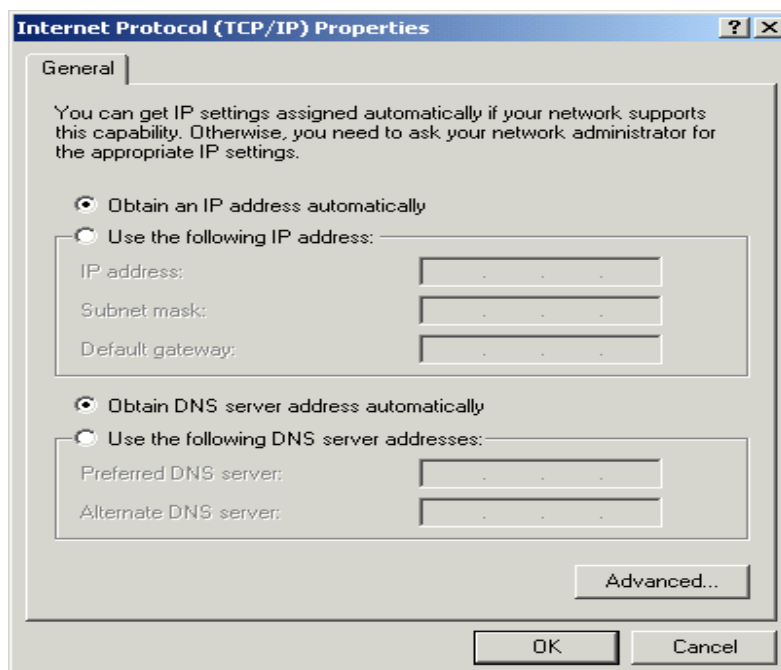 Internet Protocol (TCP/IP) Properties
General
You can get IP settings assigned automatically if your network supports
this capability. Otherwise, you need to ask your network administrator for
the appropriate IP settings.
Obtain an IP address automatically
Use the following IP address:
IP address:
Subnet mask:
Default gateway:
Obtain DNS server address automatically
Use the following DNS server addresses:
Preferred DNS server:
Alternate DNS server:
Advanced...
OK
Cancel